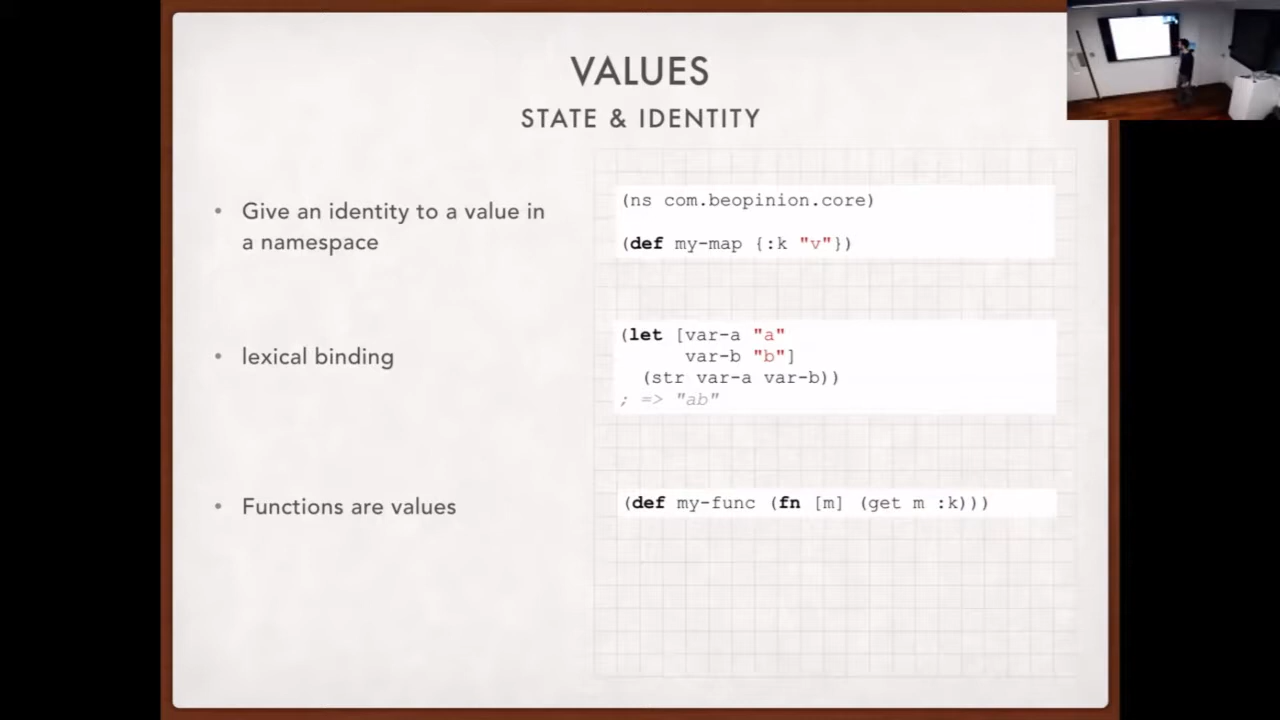 VALUES
STATE & IDENTITY
• Give an identity to a value in
a namespace
(ns com.beopinion.core)
(def my-map {:k "v"})
• lexical binding
(let [var-a "a"
var-b "b"]
(str var-a var-b))
; => "ab"
• Functions are values
(def my-func (fn [m] (get m :k)))